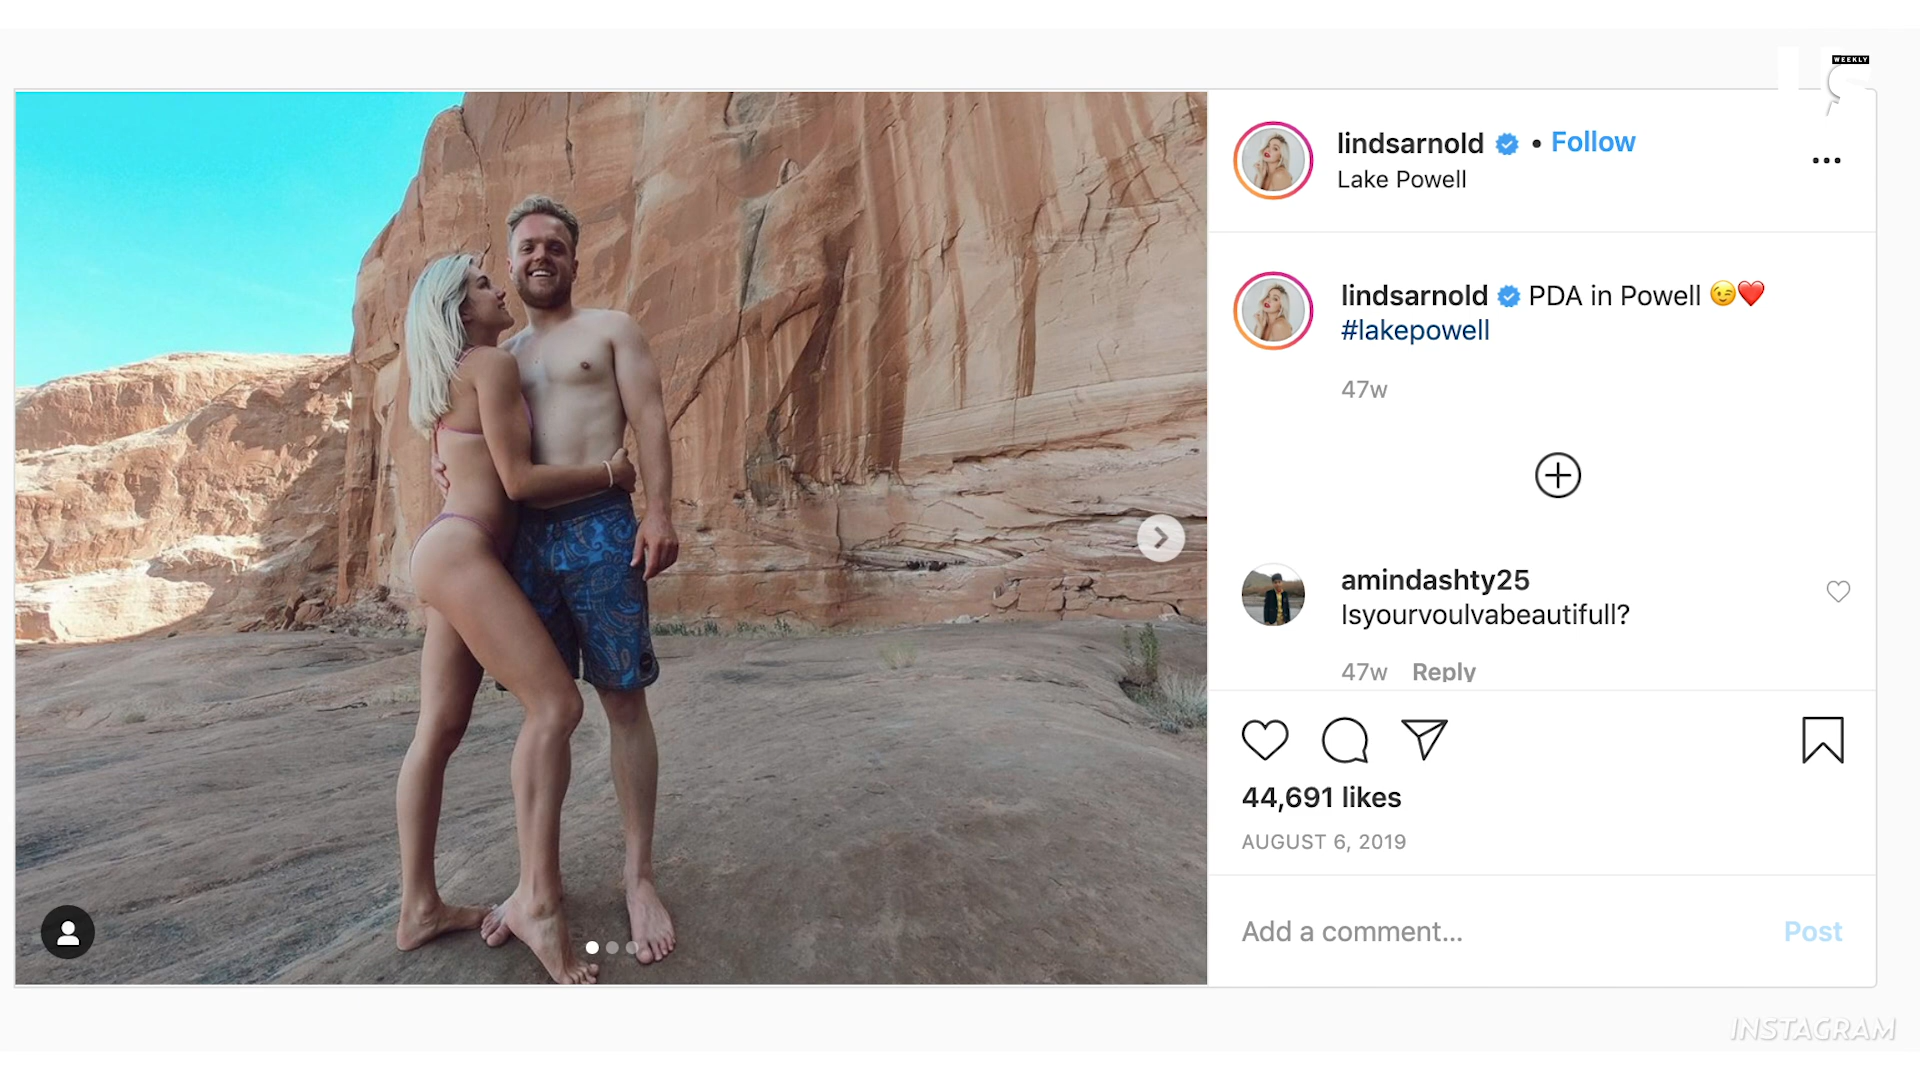 WEEKLY
lindsarnold • Follow
Lake Powell
lindsarnold PDA in Powell 😉❤️
#lakepowell
47w
amindashty25
Isyourvoulvabeautifull?
47w Reply
44,691 likes
AUGUST 6, 2019
Add a comment... Post
INSTAGRAM